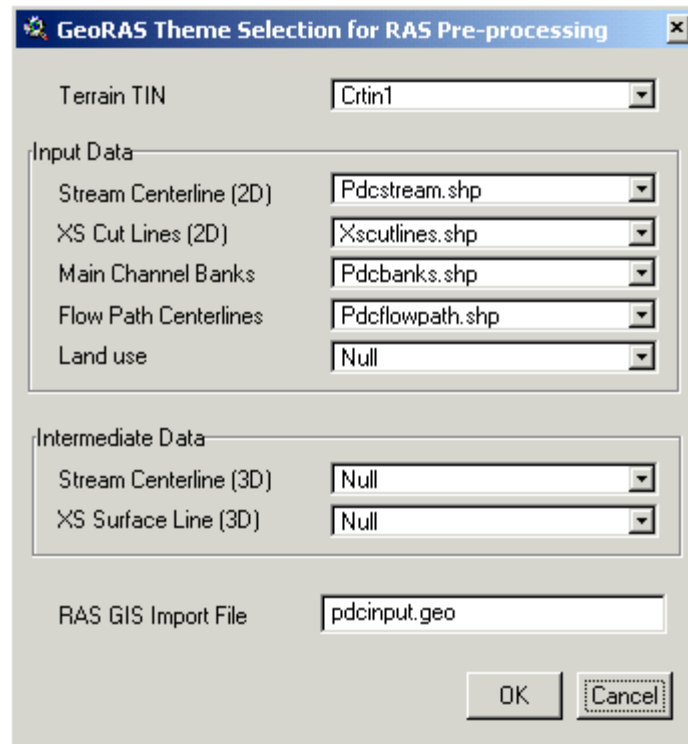 GeoRAS Theme Selection for RAS Pre-processing
Terrain TIN Crtin1
Input Data
Stream Centerline (2D) Pdcstream.shp
XS Cut Lines (2D) Xscutlines.shp
Main Channel Banks Pdcbanks.shp
Flow Path Centerlines Pdcflowpath.shp
Land use Null
Intermediate Data
Stream Centerline (3D) Null
XS Surface Line (3D) Null
RAS GIS Import File pdcinput.geo
OK Cancel